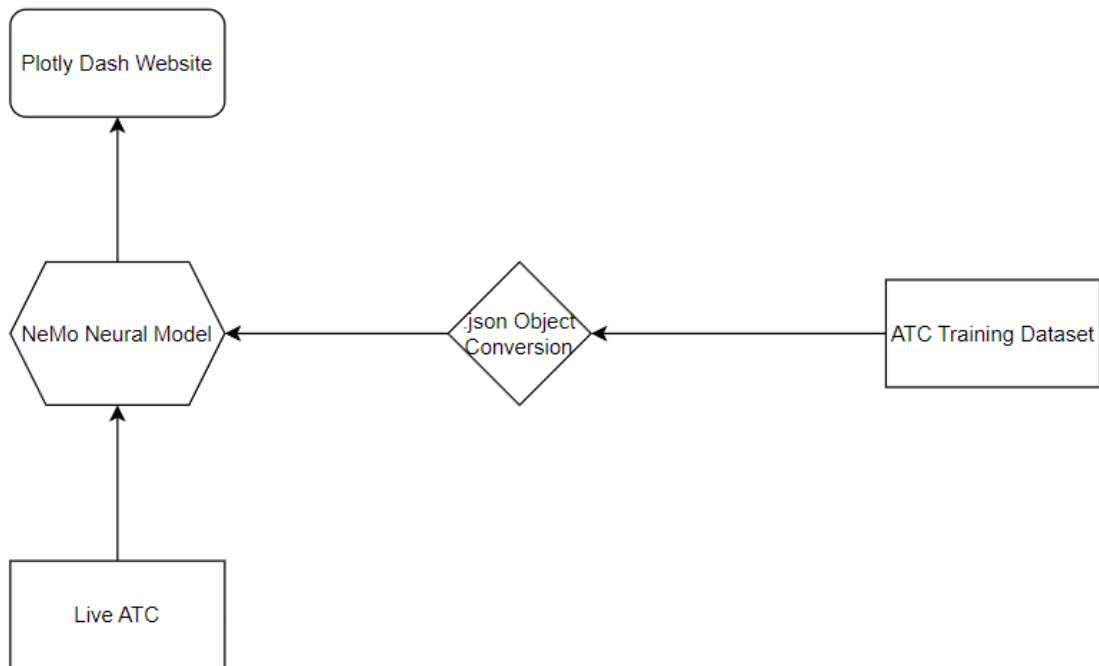 Plotly Dash Website
NeMo Neural Model
.json Object
Conversion
ATC Training Dataset
Live ATC